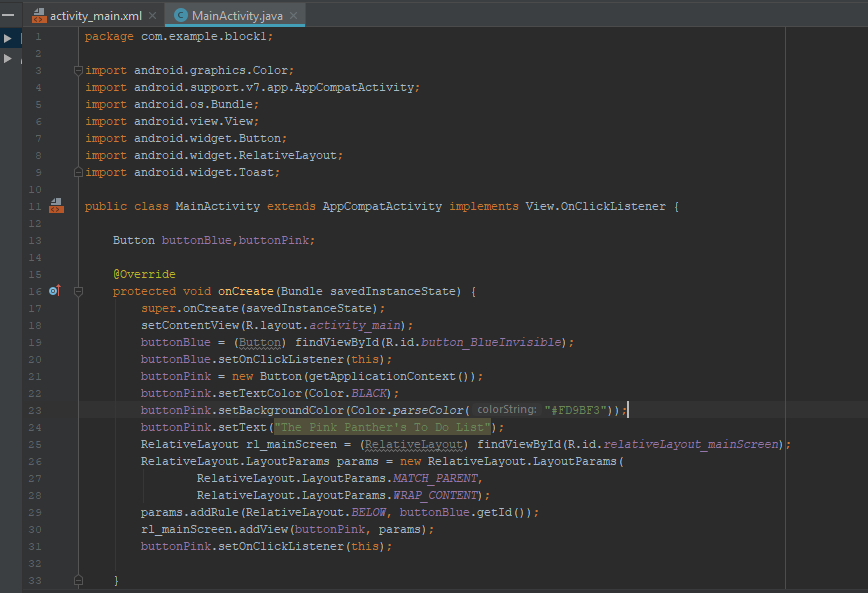 activity_main.xml MainActivity.java
1 package com.example.block1;
2
3 import android.graphics.Color;
4 import android.support.v7.app.AppCompatActivity;
5 import android.os.Bundle;
6 import android.view.View;
7 import android.widget.Button;
8 import android.widget.RelativeLayout;
9 import android.widget.Toast;
10
11 public class MainActivity extends AppCompatActivity implements View.OnClickListener {
12
13 Button buttonBlue,buttonPink;
14
15 @Override
16 protected void onCreate(Bundle savedInstanceState) {
17 super.onCreate(savedInstanceState);
18 setContentView(R.layout.activity_main);
19 buttonBlue = (Button) findViewById(R.id.button_BlueInvisible);
20 buttonBlue.setOnClickListener(this);
21 buttonPink = new Button(getApplicationContext());
22 buttonPink.setTextColor(Color.BLACK);
23 buttonPink.setBackgroundColor(Color.parseColor( colorString: "#FD9BF3"));
24 buttonPink.setText("The Pink Panther's To Do List");
25 RelativeLayout rl_mainScreen = (RelativeLayout) findViewById(R.id.relativeLayout_mainScreen);
26 RelativeLayout.LayoutParams params = new RelativeLayout.LayoutParams(
27 RelativeLayout.LayoutParams.MATCH_PARENT,
28 RelativeLayout.LayoutParams.WRAP_CONTENT);
29 params.addRule(RelativeLayout.BELOW, buttonBlue.getId());
30 rl_mainScreen.addView(buttonPink, params);
31 buttonPink.setOnClickListener(this);
32
33 }